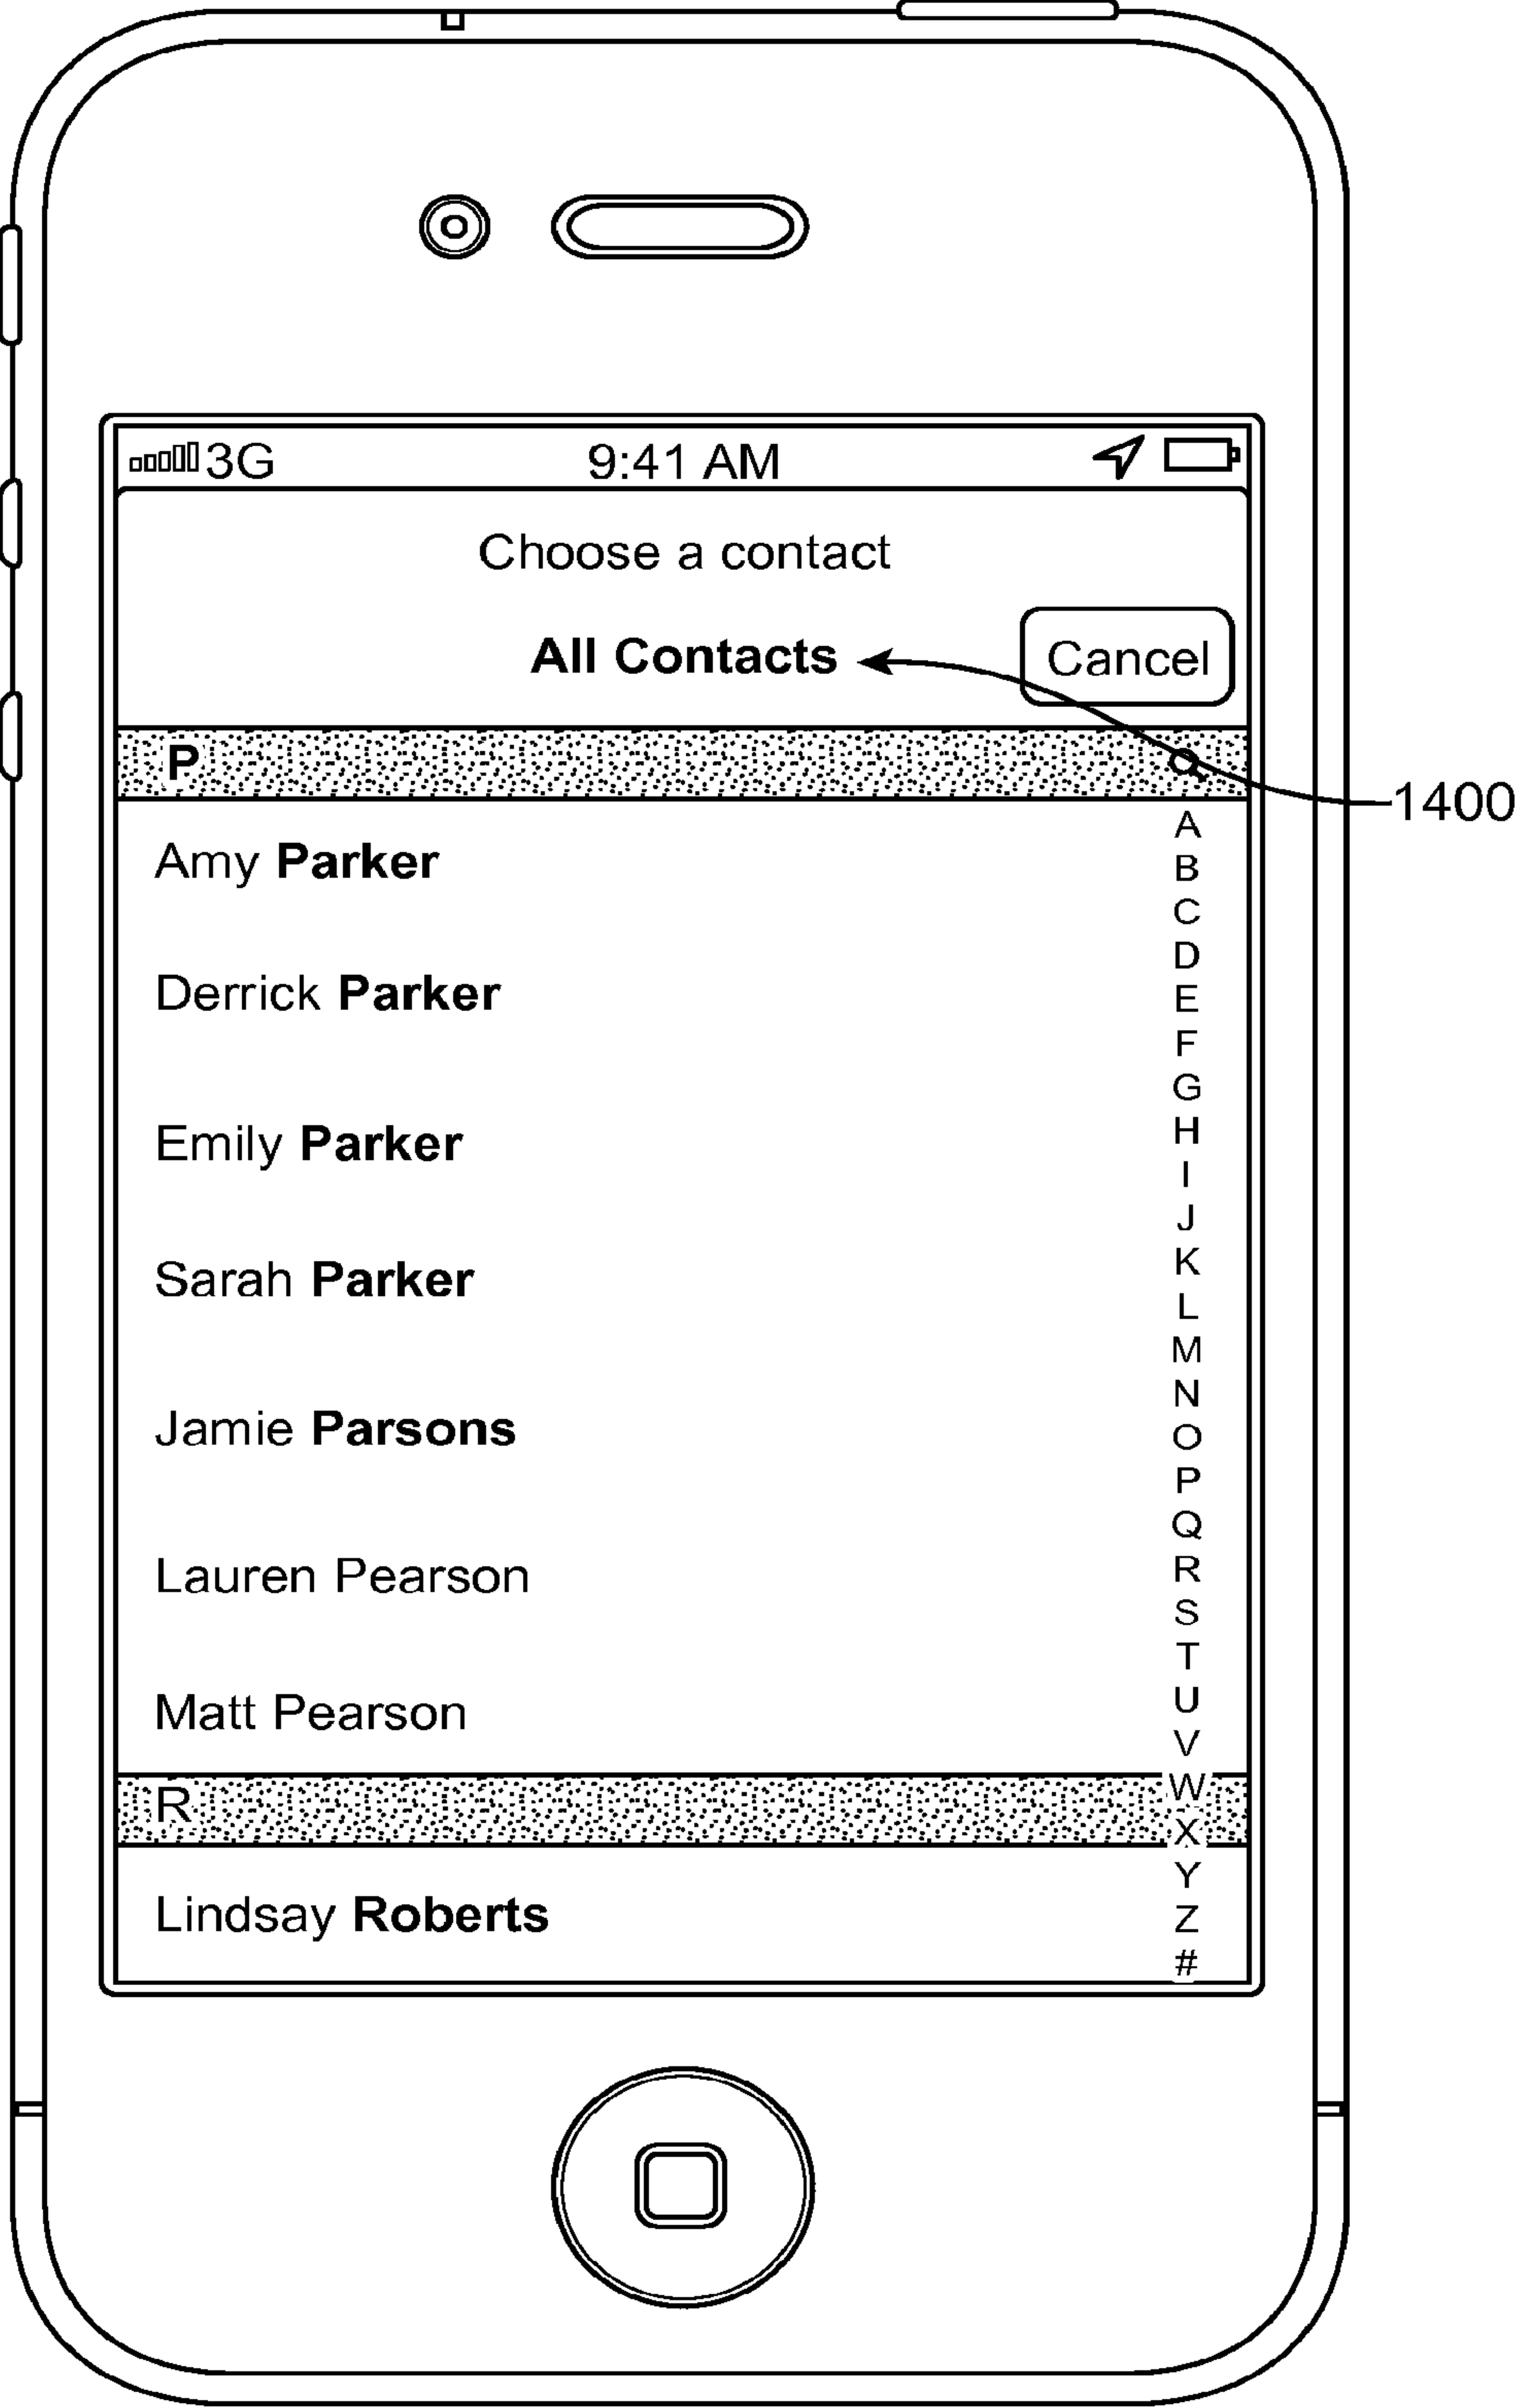 3G 9:41 AM
Choose a contact
All Contacts Cancel
P
1400
Amy Parker
Derrick Parker
Emily Parker
Sarah Parker
Jamie Parsons
Lauren Pearson
Matt Pearson
R
Lindsay Roberts
A
B
C
D
E
F
G
H
I
J
K
L
M
N
O
P
Q
R
S
T
U
V
W
X
Y
Z
#